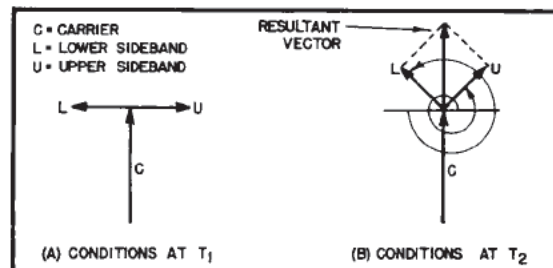 C = CARRIER
L = LOWER SIDEBAND
U = UPPER SIDEBAND
L
U
C
(A) CONDITIONS AT T1
RESULTANT
VECTOR
L
U
C
(B) CONDITIONS AT T2